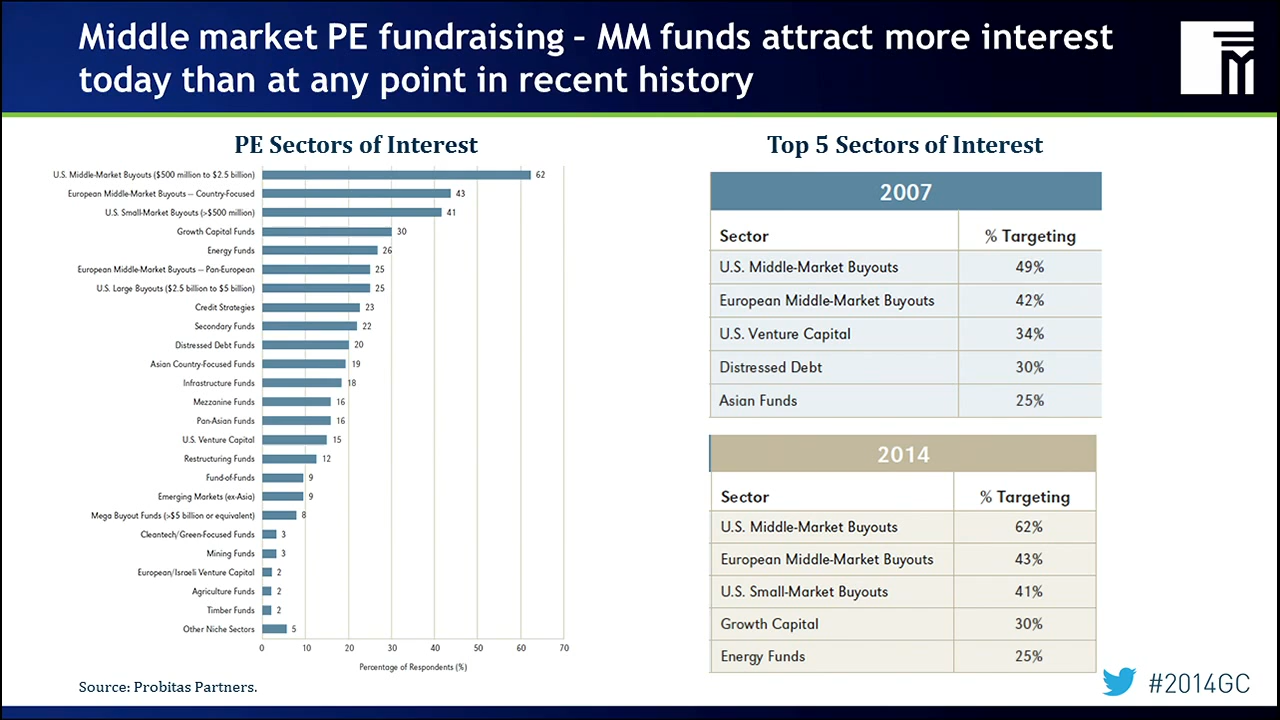 Middle market PE fundraising – MM funds attract more interest
today than at any point in recent history
PE Sectors of Interest
U.S. Middle-Market Buyouts ($500 million to $2.5 billion) 62
European Middle-Market Buyouts — Country-Focused 43
U.S. Small-Market Buyouts (>$500 million) 41
Growth Capital Funds 30
Energy Funds 26
European Middle-Market Buyouts — Pan-European 25
U.S. Large Buyouts ($2.5 billion to $5 billion) 25
Credit Strategies 23
Secondary Funds 22
Distressed Debt Funds 20
Asian Country-Focused Funds 19
Infrastructure Funds 18
Mezzanine Funds 16
Pan-Asian Funds 16
U.S. Venture Capital 15
Restructuring Funds 12
Fund-of-Funds 9
Emerging Markets (ex-Asia) 9
Mega Buyout Funds (>$5 billion or equivalent) 8
Cleantech/Green-Focused Funds 3
Mining Funds 3
European/Israeli Venture Capital 2
Agriculture Funds 2
Timber Funds 2
Other Niche Sectors 5
0 10 20 30 40 50 60 70
Percentage of Respondents (%)
Source: Probitas Partners.
Top 5 Sectors of Interest
2007
Sector % Targeting
U.S. Middle-Market Buyouts 49%
European Middle-Market Buyouts 42%
U.S. Venture Capital 34%
Distressed Debt 30%
Asian Funds 25%
2014
Sector % Targeting
U.S. Middle-Market Buyouts 62%
European Middle-Market Buyouts 43%
U.S. Small-Market Buyouts 41%
Growth Capital 30%
Energy Funds 25%
#2014GC